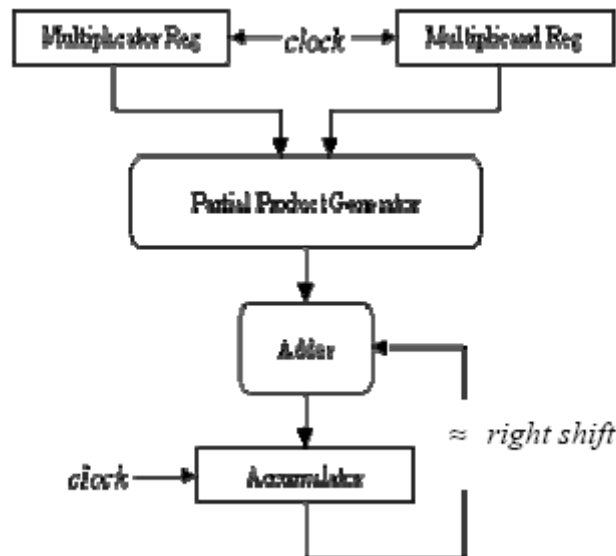 Multiplicator Reg
clock
Multiplicand Reg
Partial Product Generator
Adder
≈ right shift
clock
Accumulator